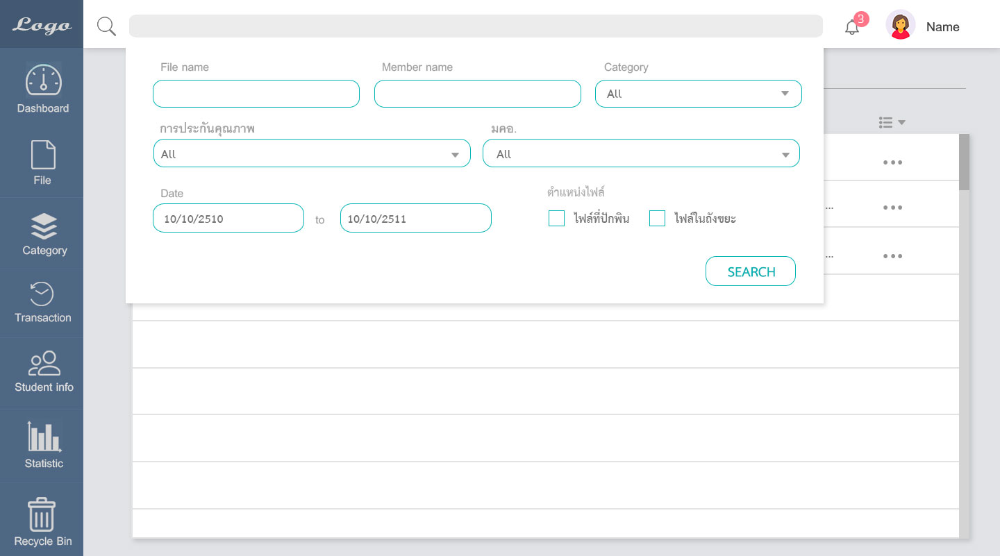 Logo
3
Name
Dashboard
File
Category
Transaction
Student info
Statistic
Recycle Bin
File name
Member name
Category
All
การประกันคุณภาพ
มคอ.
All
All
Date
ตำแหน่งไฟล์
10/10/2510
to
10/10/2511
ไฟล์ที่ปักพิน
ไฟล์ในถังขยะ
SEARCH
...
...